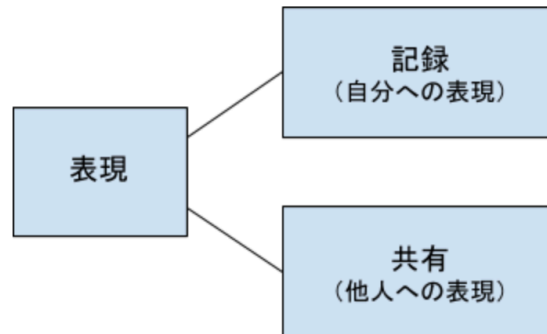 表現
記録
（自分への表現）
共有
（他人への表現）